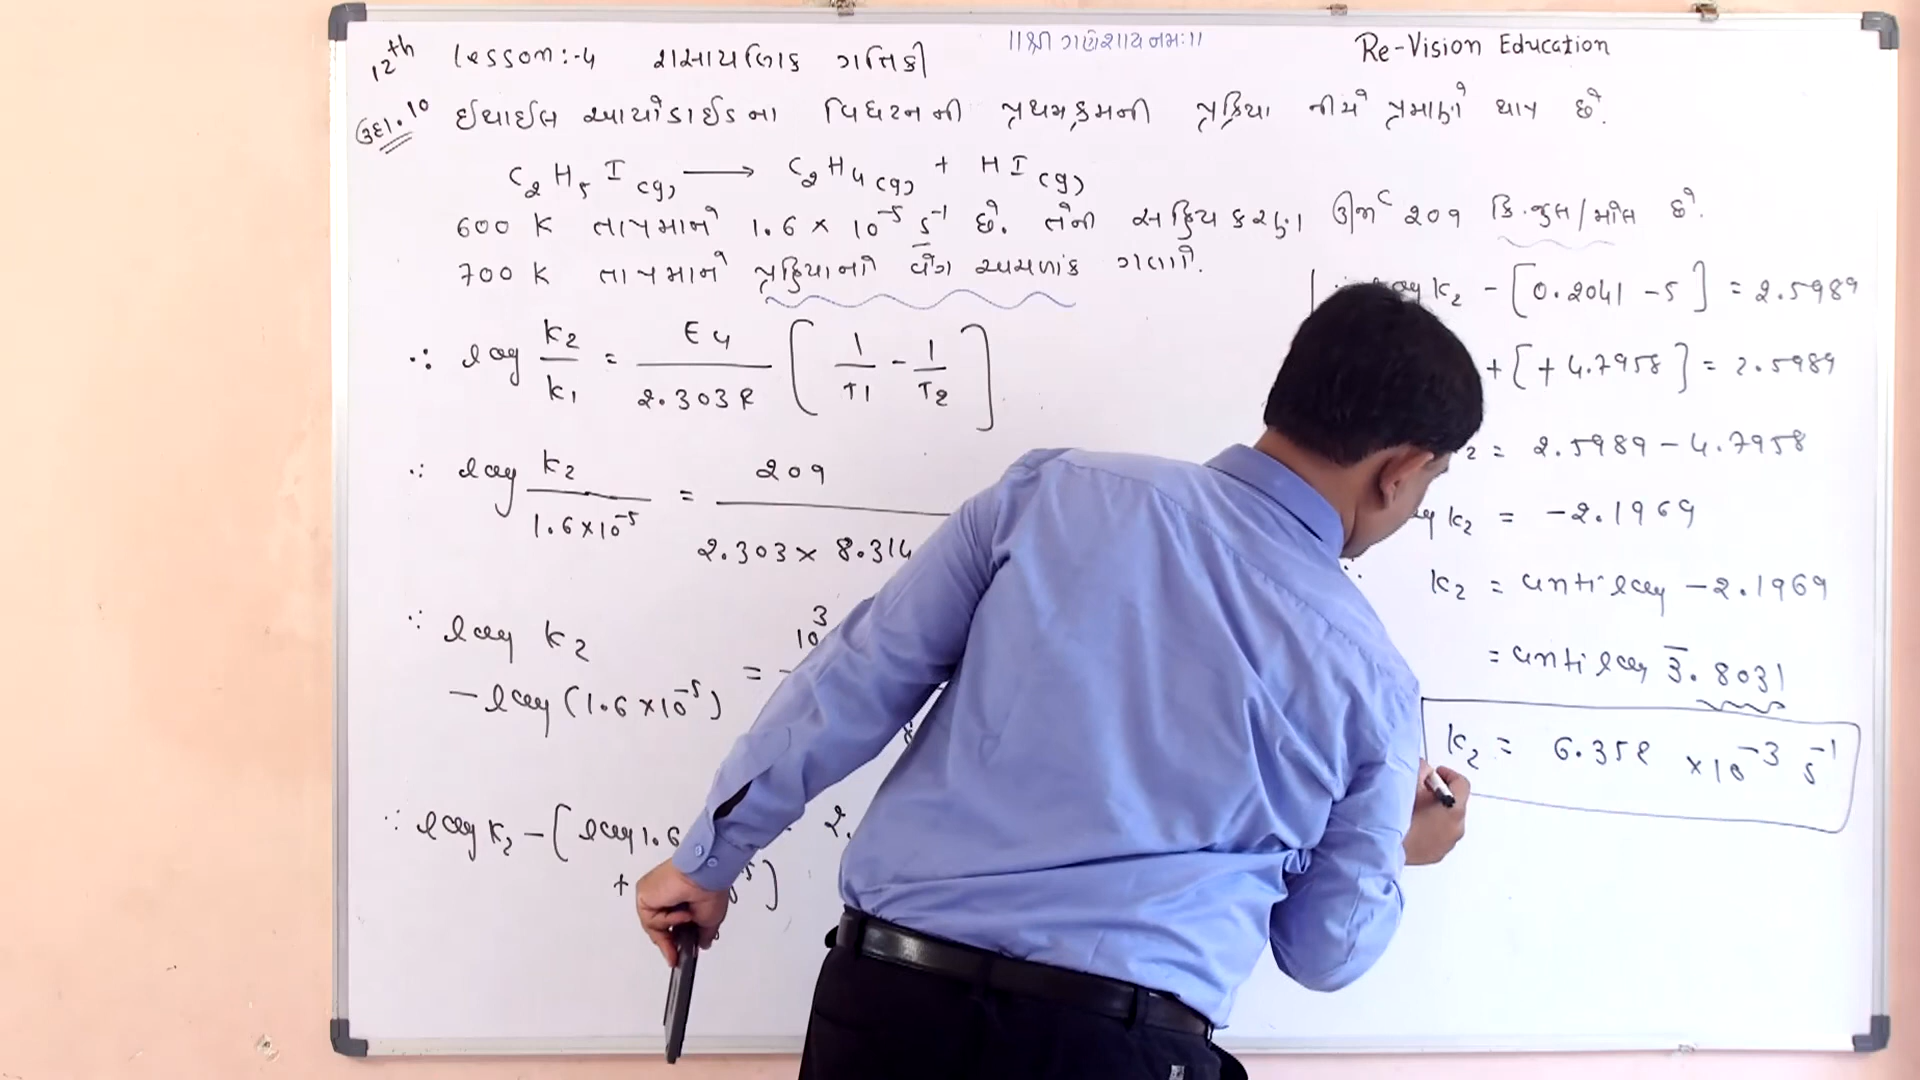 12th Lesson:-4 રાસાયણિક ગતિકી
॥શ્રી ગણેશાય નમઃ॥
Re-Vision Education
ઉદા.10 ઈથાઈલ આયોડાઈડના વિઘટનની પ્રથમક્રમની પ્રક્રિયા નીચે પ્રમાણે થાય છે.
C₂H₅I(g) ⟶ C₂H₄(g) + HI(g)
600 K તાપમાને 1.6 × 10⁻⁵ s⁻¹ છે. તેની સક્રિયકરણ ઊર્જા 209 કિ.જુલ/મોલ છે.
700 K તાપમાને પ્રક્રિયાનો વેગ અચળાંક ગણો.
∴ log k₂/k₁ = Ea/2.303R [1/T1 - 1/T2]
∴ log k₂/1.6×10⁻⁵ = 209/2.303 × 8.314
∴ log k₂ - log(1.6×10⁻⁵) = 10³
∴ log k₂ - [log 1.6 +
log k₂ - [0.2041 - 5] = 2.5989
+ [+ 4.7958] = 2.5989
₂ = 2.5989 - 4.7958
k₂ = -2.1969
∴ k₂ = antilog -2.1969
= antilog 3̅.8031
k₂ = 6.358 × 10⁻³ s⁻¹